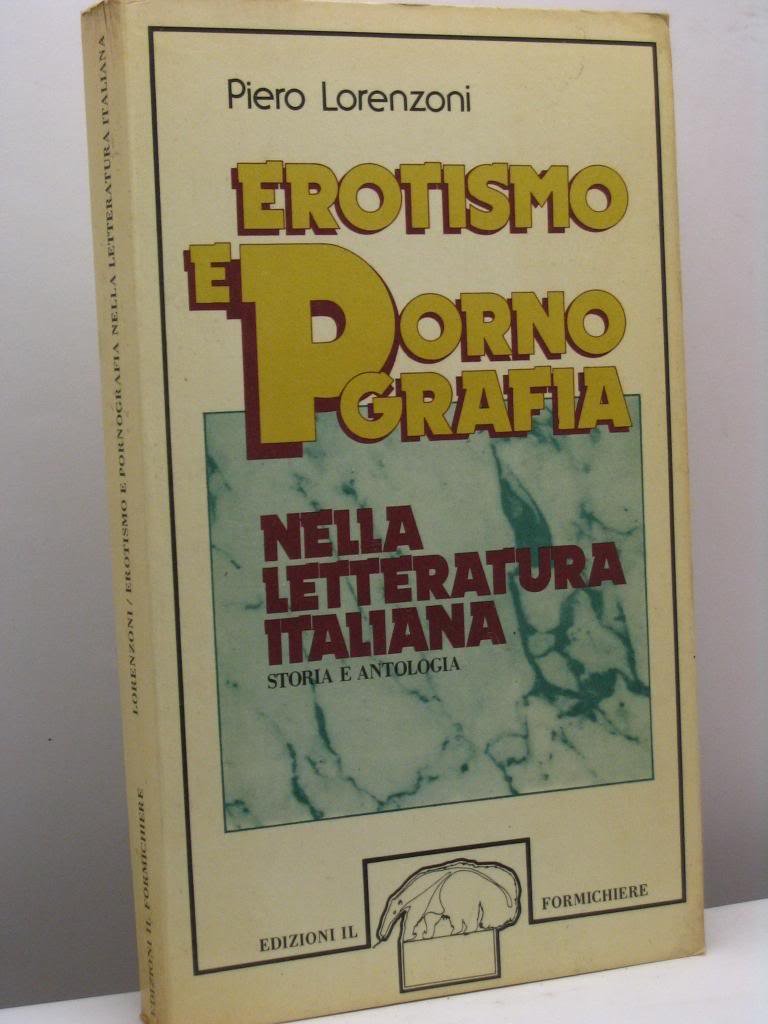 Piero Lorenzoni
EROTISMO
E PORNO
GRAFIA
NELLA
LETTERATURA
ITALIANA
STORIA E ANTOLOGIA
EDIZIONI IL FORMICHIERE
LORENZONI / EROTISMO E PORNOGRAFIA NELLA LETTERATURA ITALIANA
EDIZIONI IL FORMICHIERE